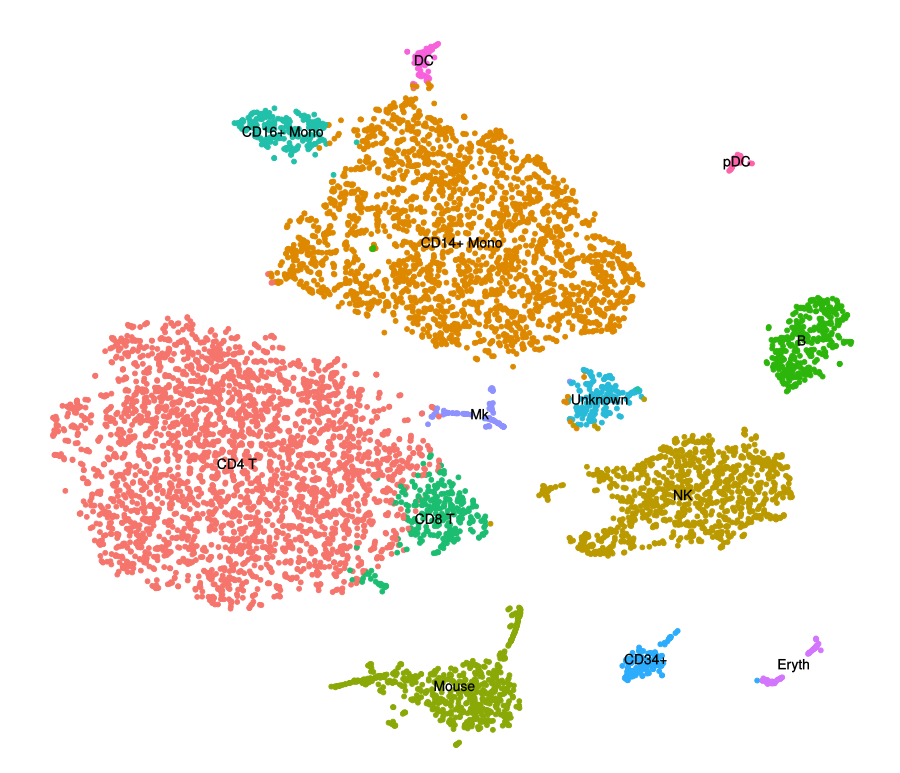 DC
CD16+ Mono
pDC
CD14+ Mono
B
Unknown
Mk
CD4 T
NK
CD8 T
CD34+
Eryth
Mouse